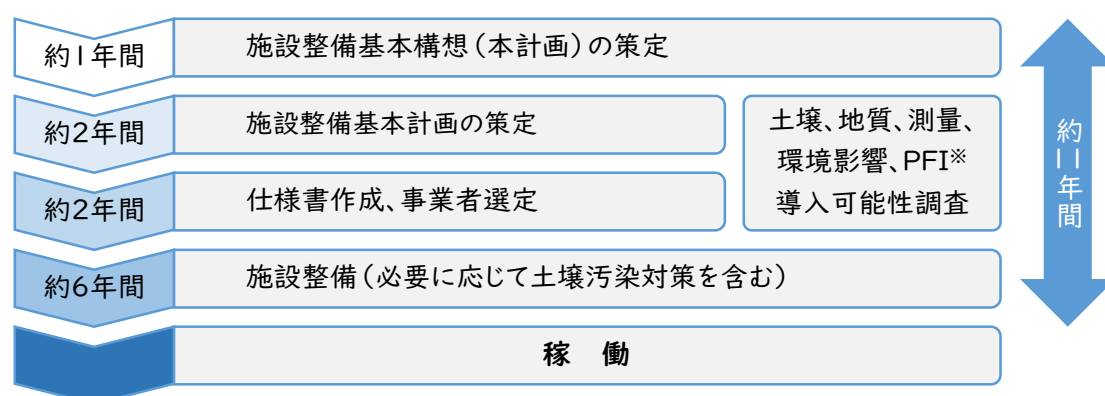 約1年間
施設整備基本構想(本計画)の策定
約2年間
施設整備基本計画の策定
約2年間
仕様書作成、事業者選定
土壌、地質、測量、
環境影響、PFI※
導入可能性調査
約6年間
施設整備(必要に応じて土壌汚染対策を含む)
稼 働
約11年間